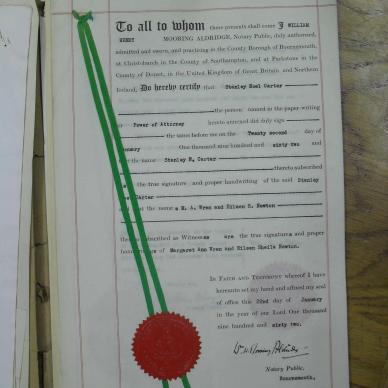 To all to whom these presents shall come I WILLIAM
HENRY MOORING ALDRIDGE, Notary Public, duly authorized,
admitted and sworn, and practising in the County Borough of Bournemouth,
at Christchurch in the County of Southampton, and at Parkstone in the
County of Dorset, in the United Kingdom of Great Britain and Northern
Ireland, Do hereby certify that Stanley Noel Carter
the person named in the paper writing
Power of Attorney hereto annexed did duly sign
the same before me on the Twenty second day of
January One thousand nine hundred and sixty two and
the name Stanley N. Carter
thereto subscribed
the true signature and proper handwriting of the said Stanley
Carter
that the names M. A. Wren and Eileen S. Newton
subscribed as Witnesses are the true signatures and proper
of Margaret Ann Wren and Eileen Sheila Newton.
IN FAITH AND TESTIMONY whereof I have
hereunto set my hand and affixed my seal
of office this 22nd day of January
in the year of our Lord One thousand
nine hundred and sixty two.
Notary Public,
Bournemouth,